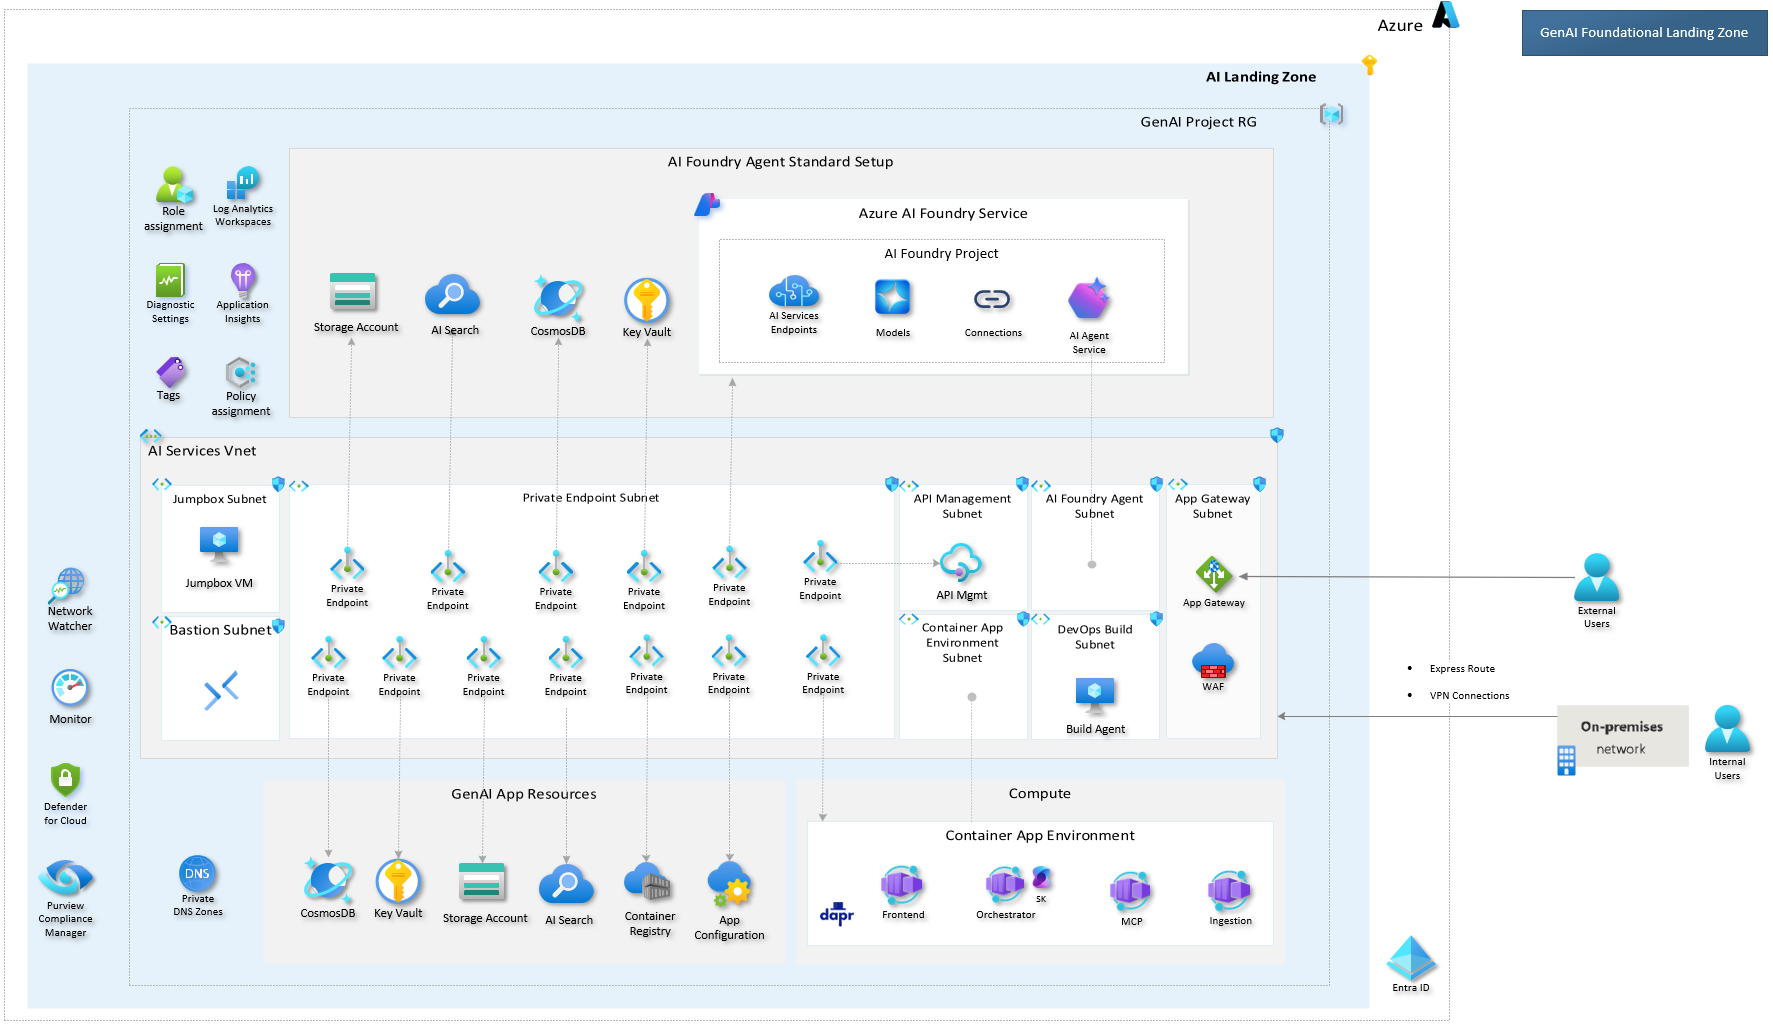 Azure
GenAI Foundational Landing Zone
AI Landing Zone
GenAI Project RG
AI Foundry Agent Standard Setup
Role
assignment
Log Analytics
Workspaces
Diagnostic
Settings
Application
Insights
Tags
Policy
assignment
Storage Account
AI Search
CosmosDB
Key Vault
Azure AI Foundry Service
AI Foundry Project
AI Services
Endpoints
Models
Connections
AI Agent
Service
AI Services Vnet
Jumpbox Subnet
Jumpbox VM
Bastion Subnet
Private Endpoint Subnet
Private
Endpoint
Private
Endpoint
Private
Endpoint
Private
Endpoint
Private
Endpoint
Private
Endpoint
Private
Endpoint
Private
Endpoint
Private
Endpoint
Private
Endpoint
Private
Endpoint
Private
Endpoint
Private
Endpoint
API Management
Subnet
API Mgmt
AI Foundry Agent
Subnet
App Gateway
Subnet
App Gateway
WAF
Container App
Environment
Subnet
DevOps Build
Subnet
Build Agent
External
Users
• Express Route
• VPN Connections
On-premises
network
Internal
Users
Network
Watcher
Monitor
Defender
for Cloud
Purview
Compliance
Manager
DNS
Private
DNS Zones
GenAI App Resources
CosmosDB
Key Vault
Storage Account
AI Search
Container
Registry
App
Configuration
Compute
Container App Environment
dapr
Frontend
Orchestrator
SK
MCP
Ingestion
Entra ID